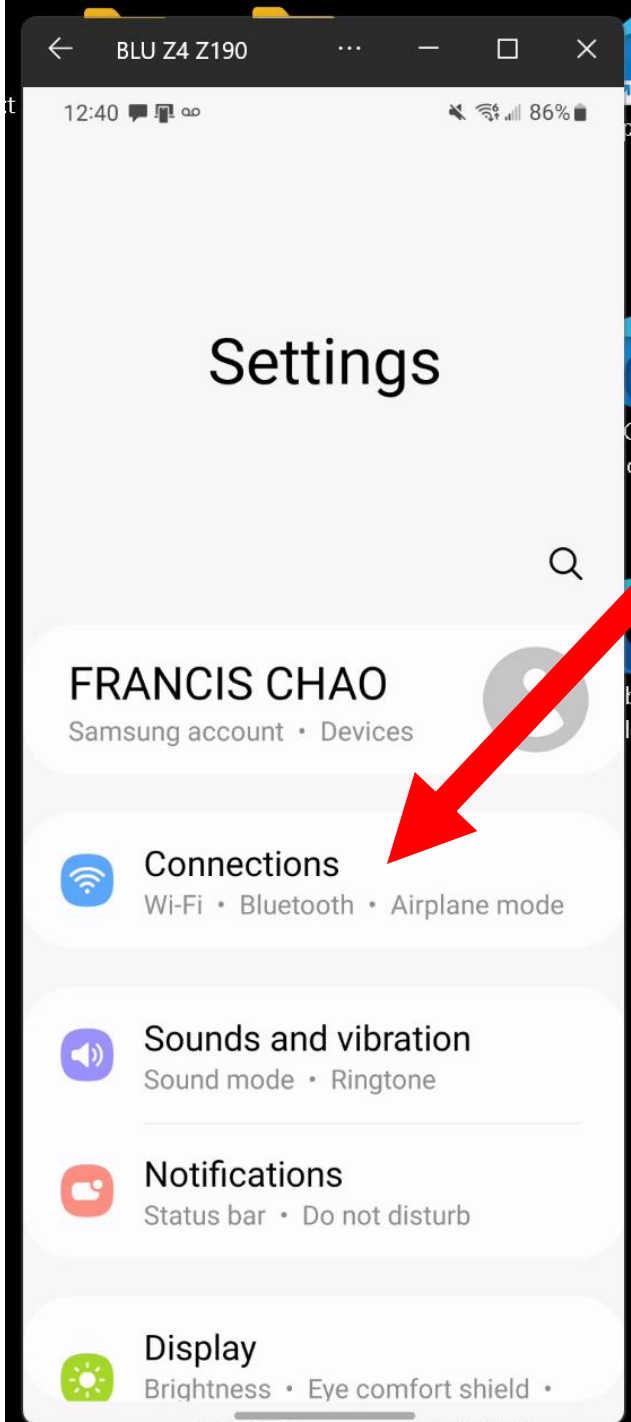 BLU Z4 Z190
12:40 86%
Settings
FRANCIS CHAO
Samsung account • Devices
Connections
Wi-Fi • Bluetooth • Airplane mode
Sounds and vibration
Sound mode • Ringtone
Notifications
Status bar • Do not disturb
Display
Brightness • Eye comfort shield •